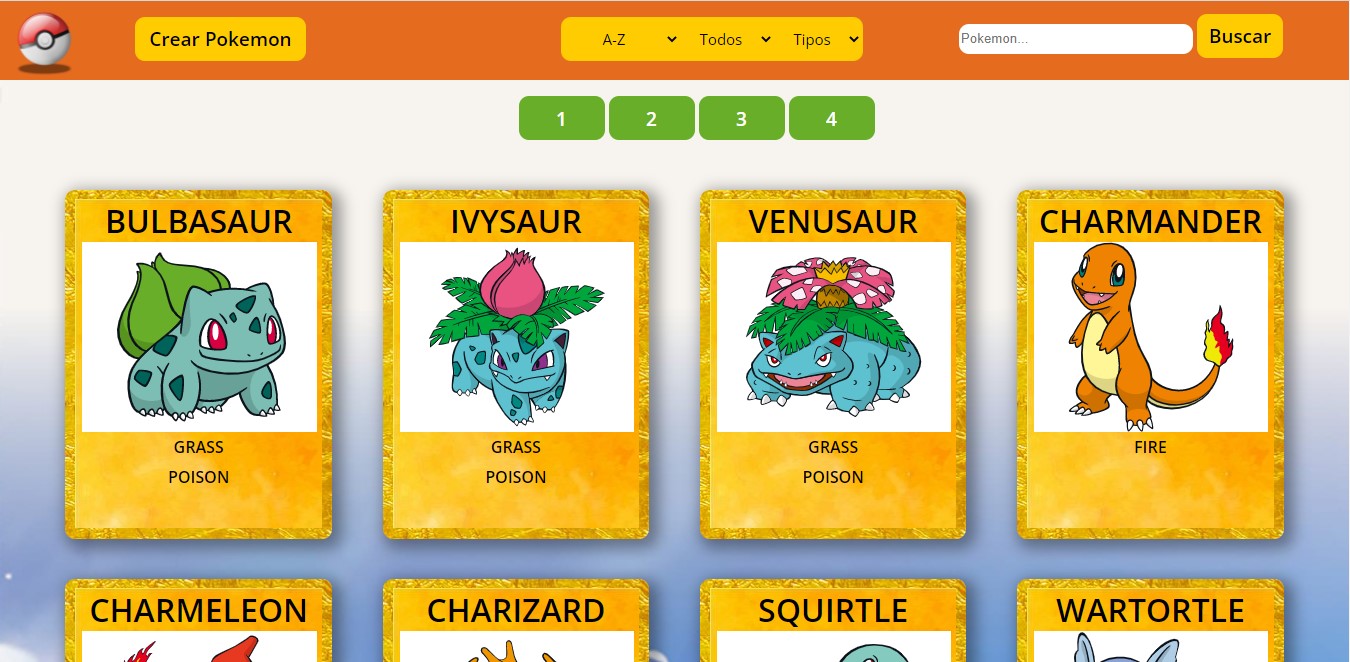 Crear Pokemon A-Z Todos Tipos Pokemon... Buscar
1 2 3 4
BULBASAUR IVYSAUR VENUSAUR CHARMANDER
GRASS GRASS GRASS FIRE
POISON POISON POISON
CHARMELEON CHARIZARD SQUIRTLE WARTORTLE